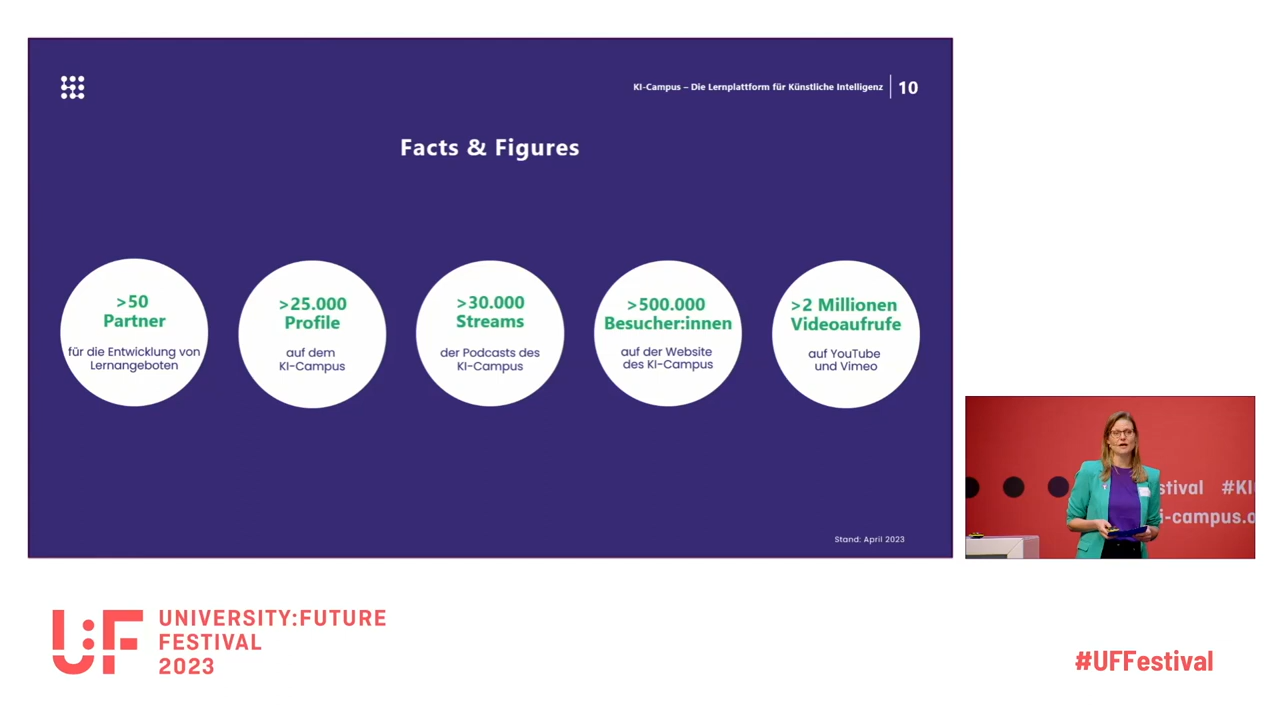 KI-Campus – Die Lernplattform für Künstliche Intelligenz
10
Facts & Figures
>50
Partner
für die Entwicklung von
Lernangeboten
>25.000
Profile
auf dem
KI-Campus
>30.000
Streams
der Podcasts des
KI-Campus
>500.000
Besucher:innen
auf der Website
des KI-Campus
>2 Millionen
Videoaufrufe
auf YouTube
und Vimeo
Stand: April 2023
stival #KI
i-campus.o
U:F
UNIVERSITY:FUTURE
FESTIVAL
2023
#UFFestival